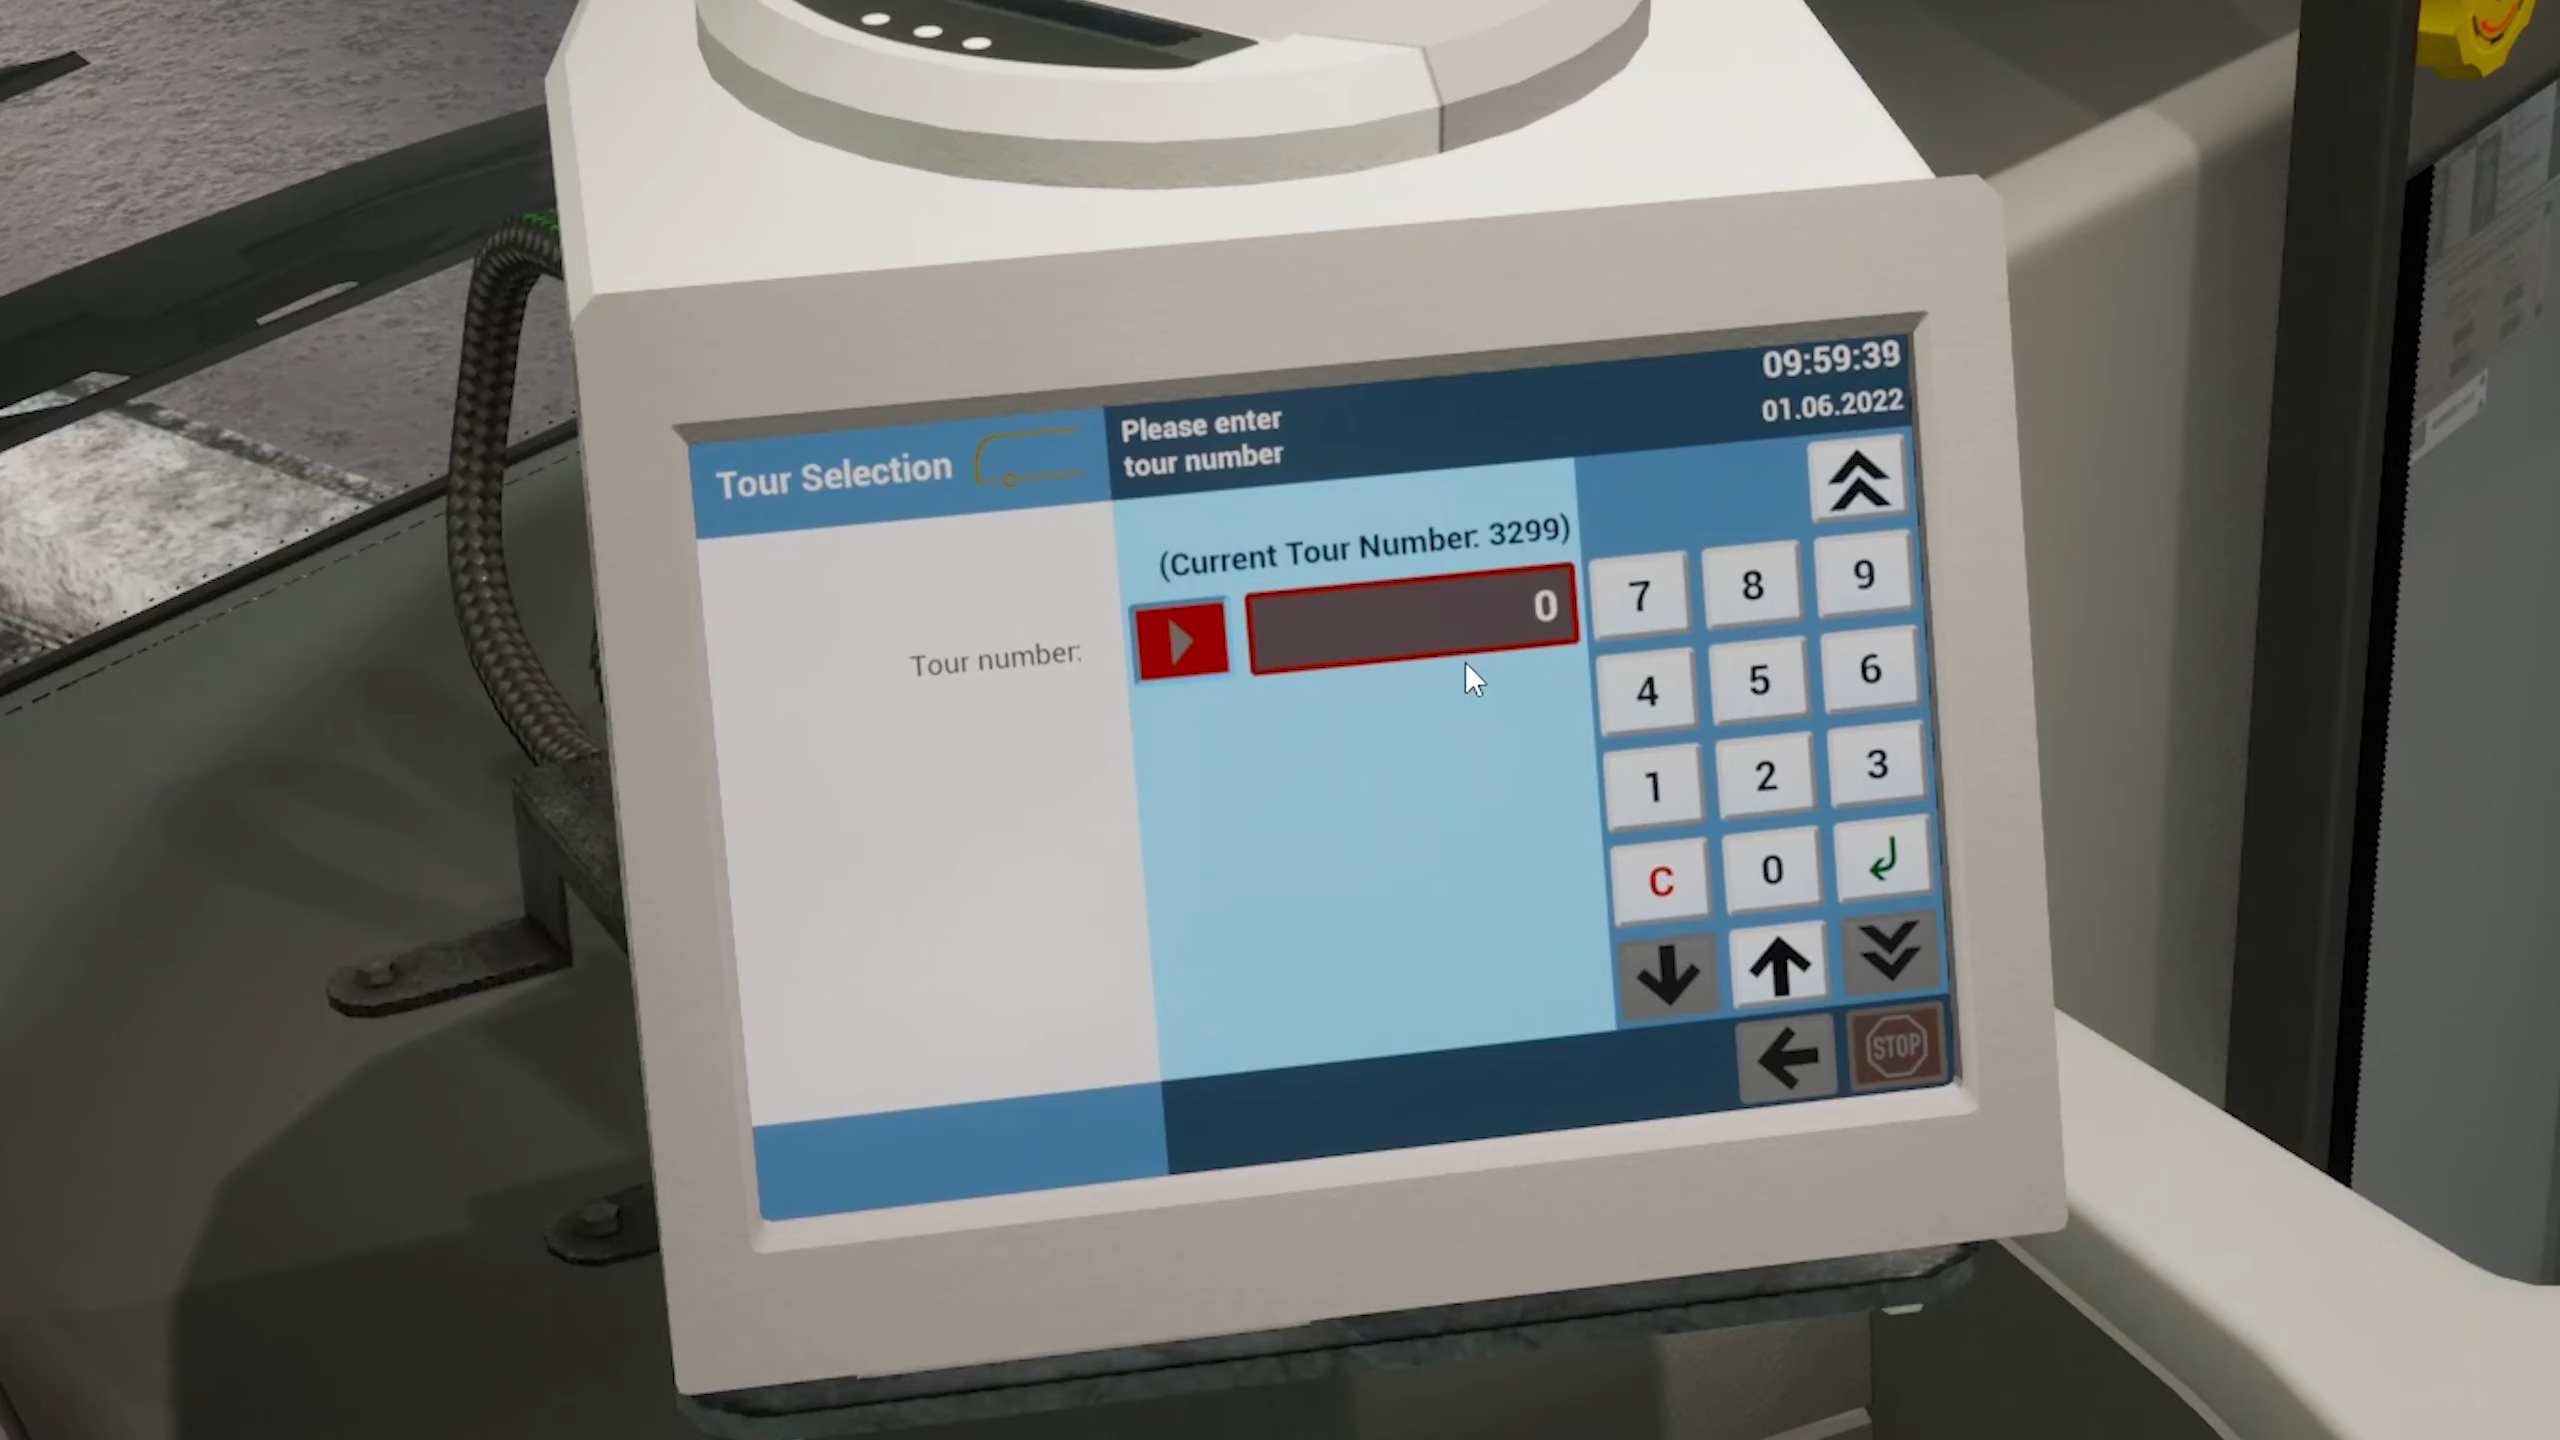 09:59:39
01.06.2022
Please enter
tour number
Tour Selection
(Current Tour Number: 3299)
Tour number:
0
7 8 9
4 5 6
1 2 3
C 0
STOP